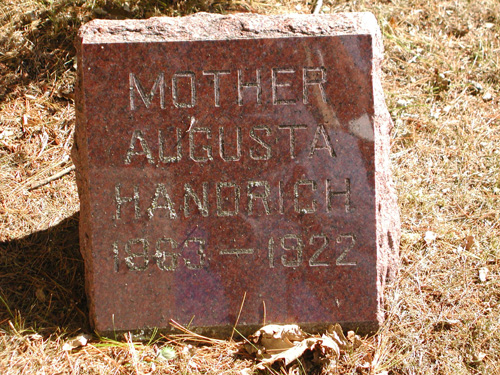 MOTHER
AUGUSTA
HANDRICH
1863 — 1922